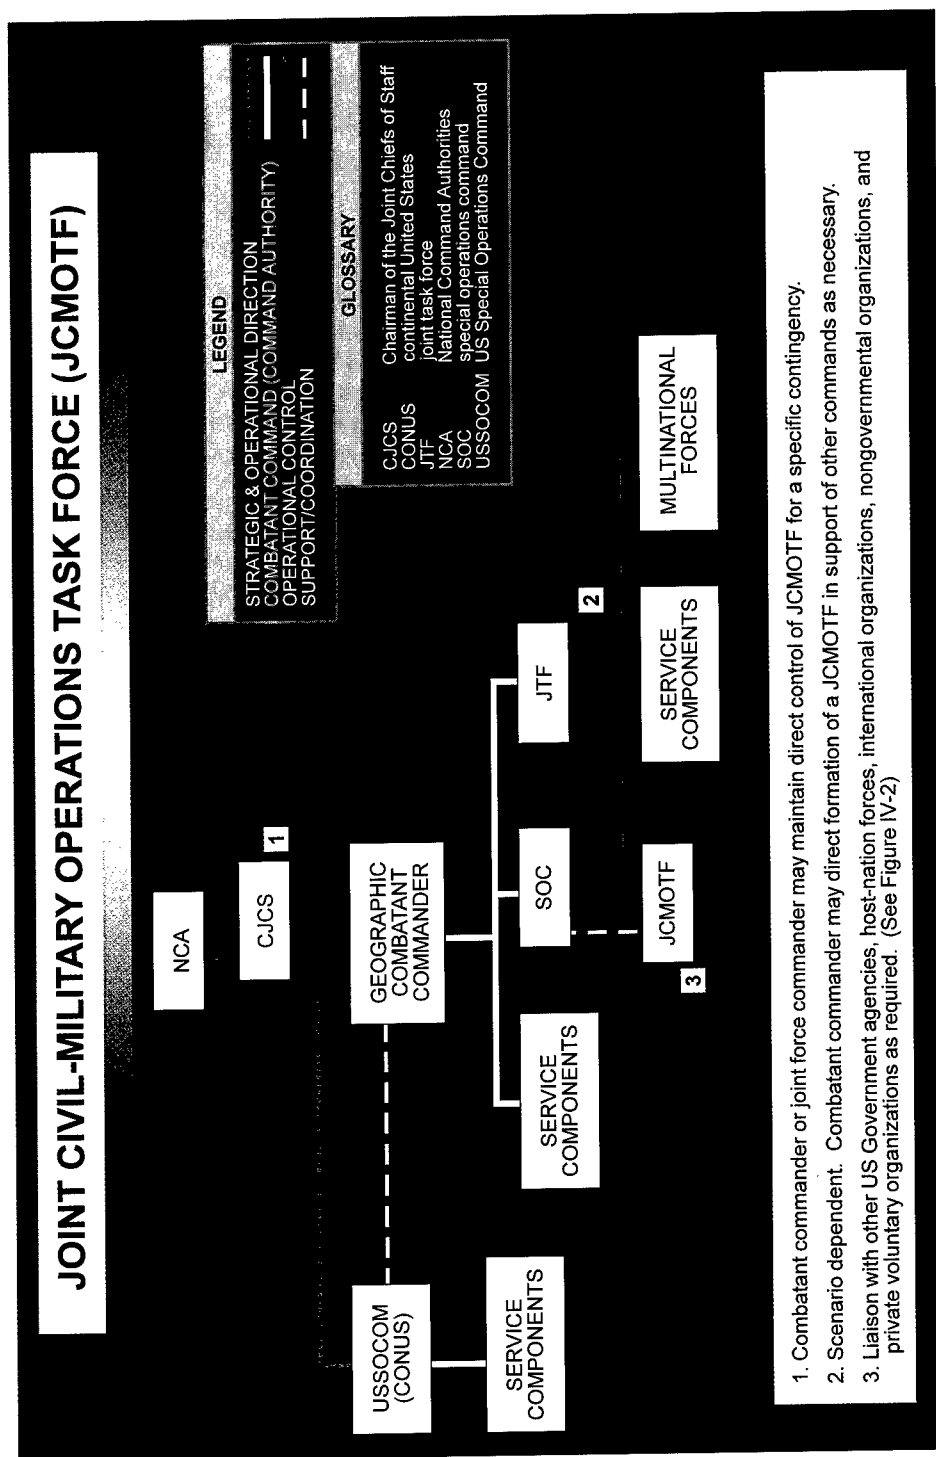 JOINT CIVIL-MILITARY OPERATIONS TASK FORCE (JCMOTF)
LEGEND
STRATEGIC & OPERATIONAL DIRECTION
COMBATANT COMMAND (COMMAND AUTHORITY)
OPERATIONAL CONTROL
SUPPORT/COORDINATION
GLOSSARY
CJCS Chairman of the Joint Chiefs of Staff
CONUS continental United States
JTF joint task force
NCA National Command Authorities
SOC special operations command
USSOCOM US Special Operations Command
NCA
CJCS
1
USSOCOM
(CONUS)
GEOGRAPHIC
COMBATANT
COMMANDER
SERVICE
COMPONENTS
SERVICE
COMPONENTS
SOC
JTF
2
3
JCMOTF
SERVICE
COMPONENTS
MULTINATIONAL
FORCES
1. Combatant commander or joint force commander may maintain direct control of JCMOTF for a specific contingency.
2. Scenario dependent. Combatant commander may direct formation of a JCMOTF in support of other commands as necessary.
3. Liaison with other US Government agencies, host-nation forces, international organizations, nongovernmental organizations, and
private voluntary organizations as required. (See Figure IV-2)